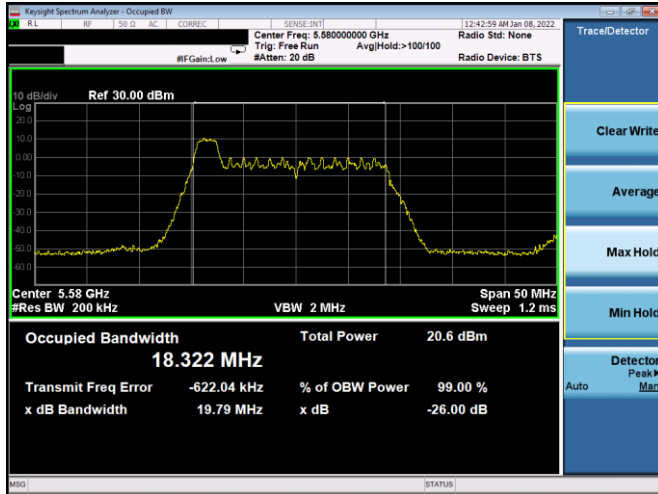 Keysight Spectrum Analyzer - Occupied BW
RL RF 50 Ω AC CORREC SENSE:INT 12:42:59 AM Jan 08, 2022
Center Freq: 5.580000000 GHz Radio Std: None
Trig: Free Run Avg|Hold:>100/100
#IFGain:Low #Atten: 20 dB Radio Device: BTS
Trace/Detector
10 dB/div Ref 30.00 dBm
Log
20.0
10.0
0.00
-10.0
-20.0
-30.0
-40.0
-50.0
-60.0
Center 5.58 GHz Span 50 MHz
#Res BW 200 kHz VBW 2 MHz Sweep 1.2 ms
Occupied Bandwidth Total Power 20.6 dBm
18.322 MHz
Transmit Freq Error -622.04 kHz % of OBW Power 99.00 %
x dB Bandwidth 19.79 MHz x dB -26.00 dB
Clear Write
Average
Max Hold
Min Hold
Detector
Peak▶
Auto Man
MSG STATUS